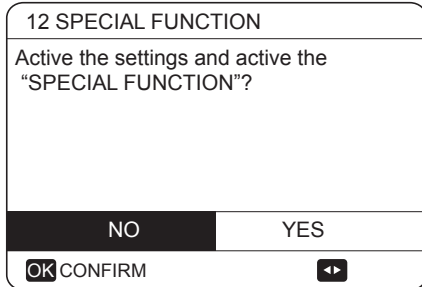 12 SPECIAL FUNCTION
Active the settings and active the
“SPECIAL FUNCTION”?
NO YES
OK CONFIRM